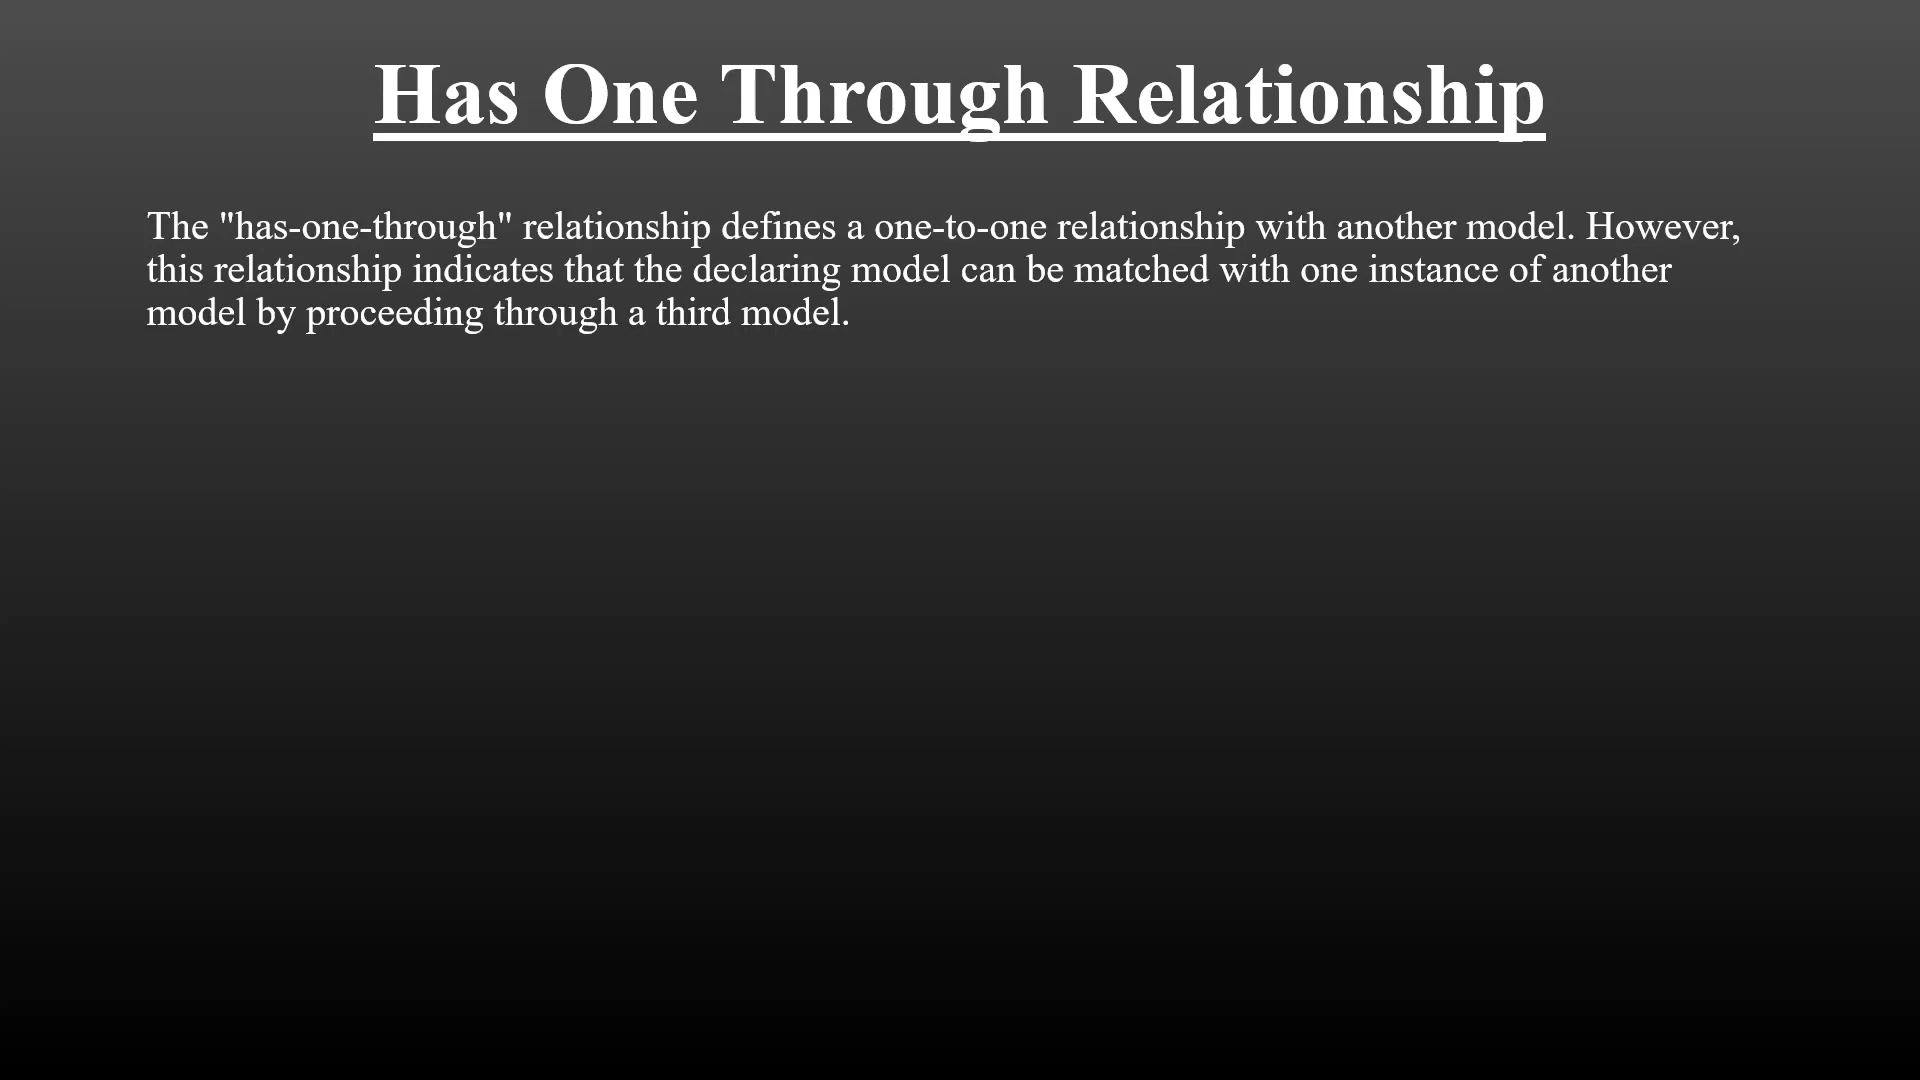 Has One Through Relationship
The "has-one-through" relationship defines a one-to-one relationship with another model. However,
this relationship indicates that the declaring model can be matched with one instance of another
model by proceeding through a third model.